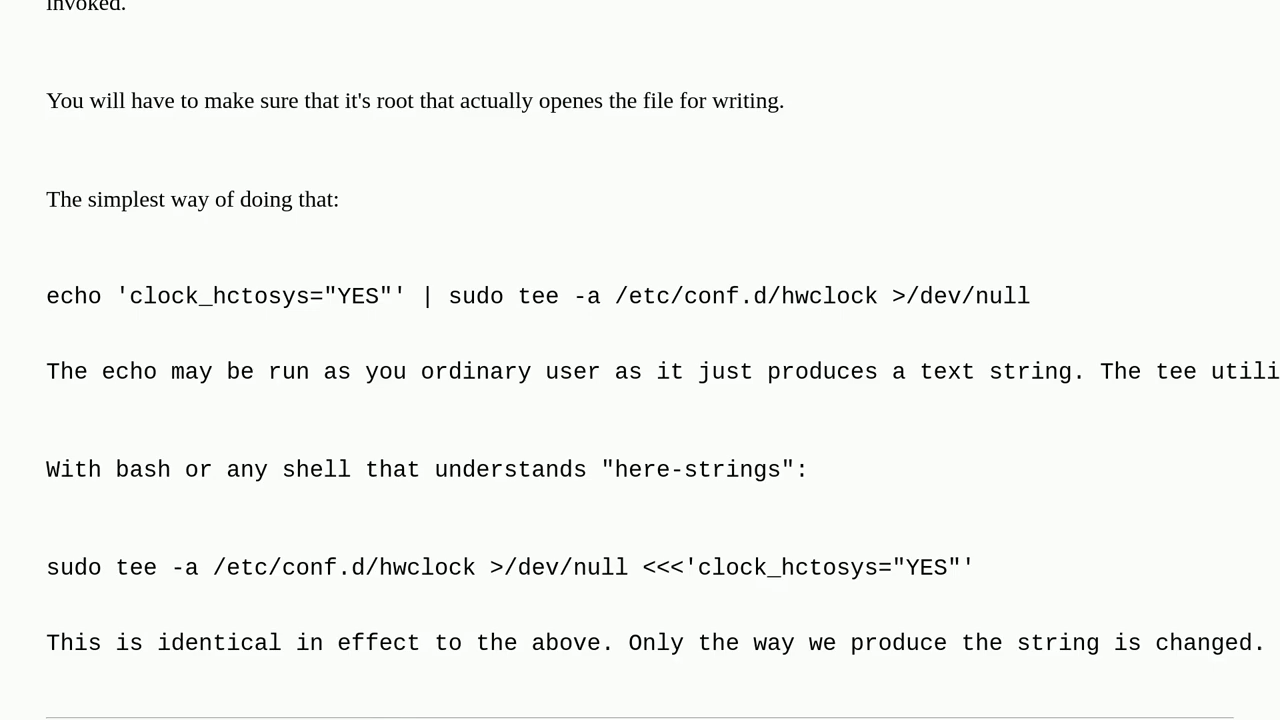 invoked.
You will have to make sure that it's root that actually openes the file for writing.
The simplest way of doing that:
echo 'clock_hctosys="YES"' | sudo tee -a /etc/conf.d/hwclock >/dev/null
The echo may be run as you ordinary user as it just produces a text string. The tee utili
With bash or any shell that understands "here-strings":
sudo tee -a /etc/conf.d/hwclock >/dev/null <<<'clock_hctosys="YES"'
This is identical in effect to the above. Only the way we produce the string is changed.